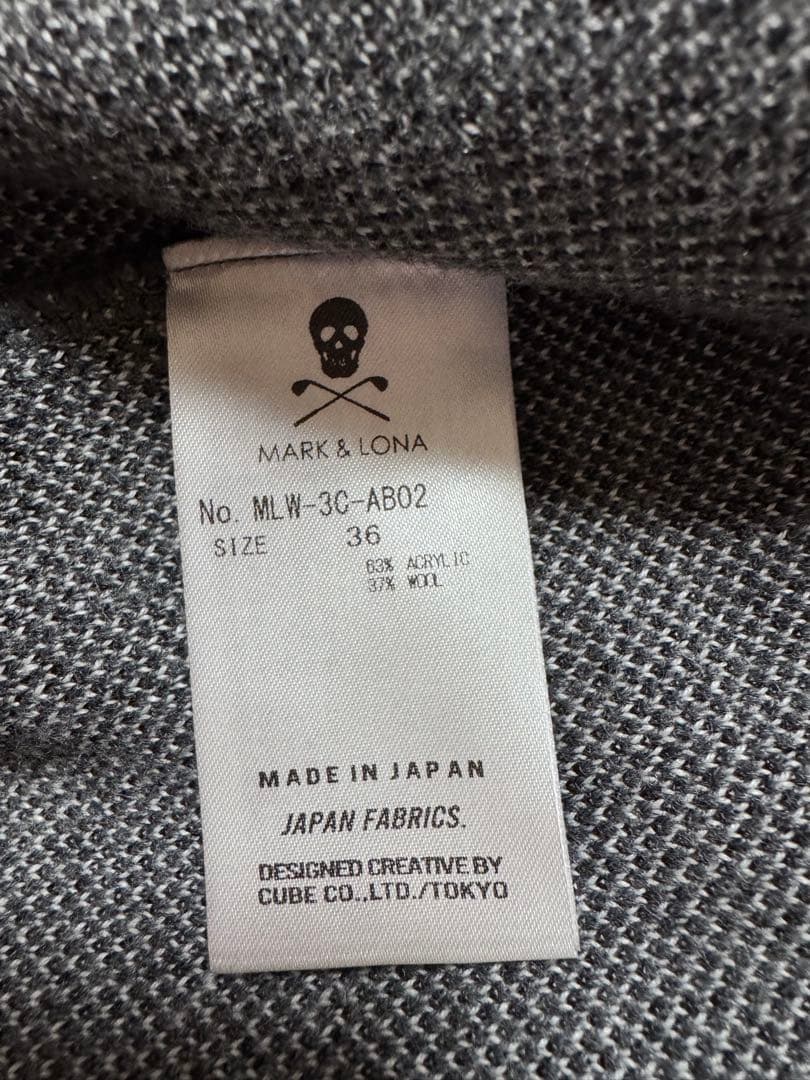 MARK & LONA
No. MLW-3C-AB02
SIZE 36
63% ACRYLIC
37% WOOL
MADE IN JAPAN
JAPAN FABRICS.
DESIGNED CREATIVE BY
CUBE CO.,LTD./TOKYO